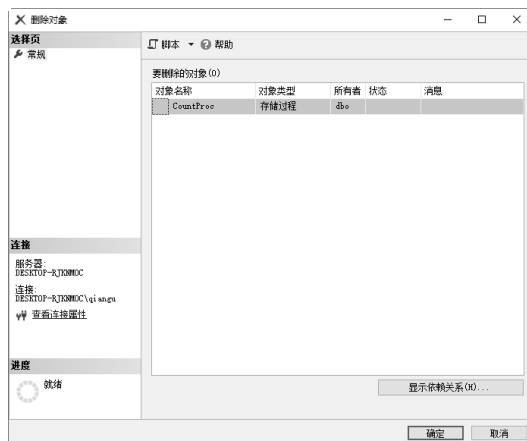 删除对象
选择页
常规
脚本 帮助
要删除的对象(O)
对象名称 对象类型 所有者 状态 消息
CountProc 存储过程 dbo
连接
服务器:
DESKTOP-RJKNMOC
连接:
DESKTOP-RJKNMOC\qiangu
查看连接属性
进度
就绪
显示依赖关系(H)...
确定 取消